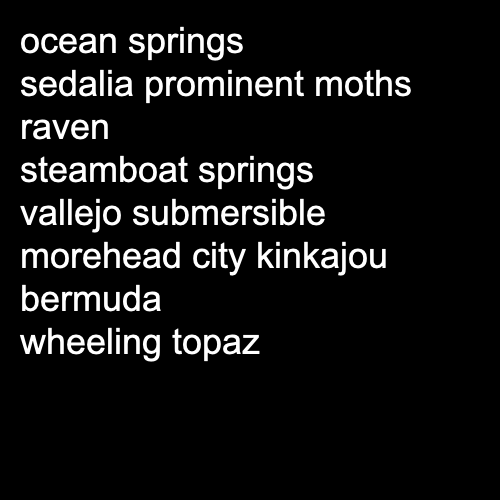 ocean springs
sedalia prominent moths
raven
steamboat springs
vallejo submersible
morehead city kinkajou
bermuda
wheeling topaz